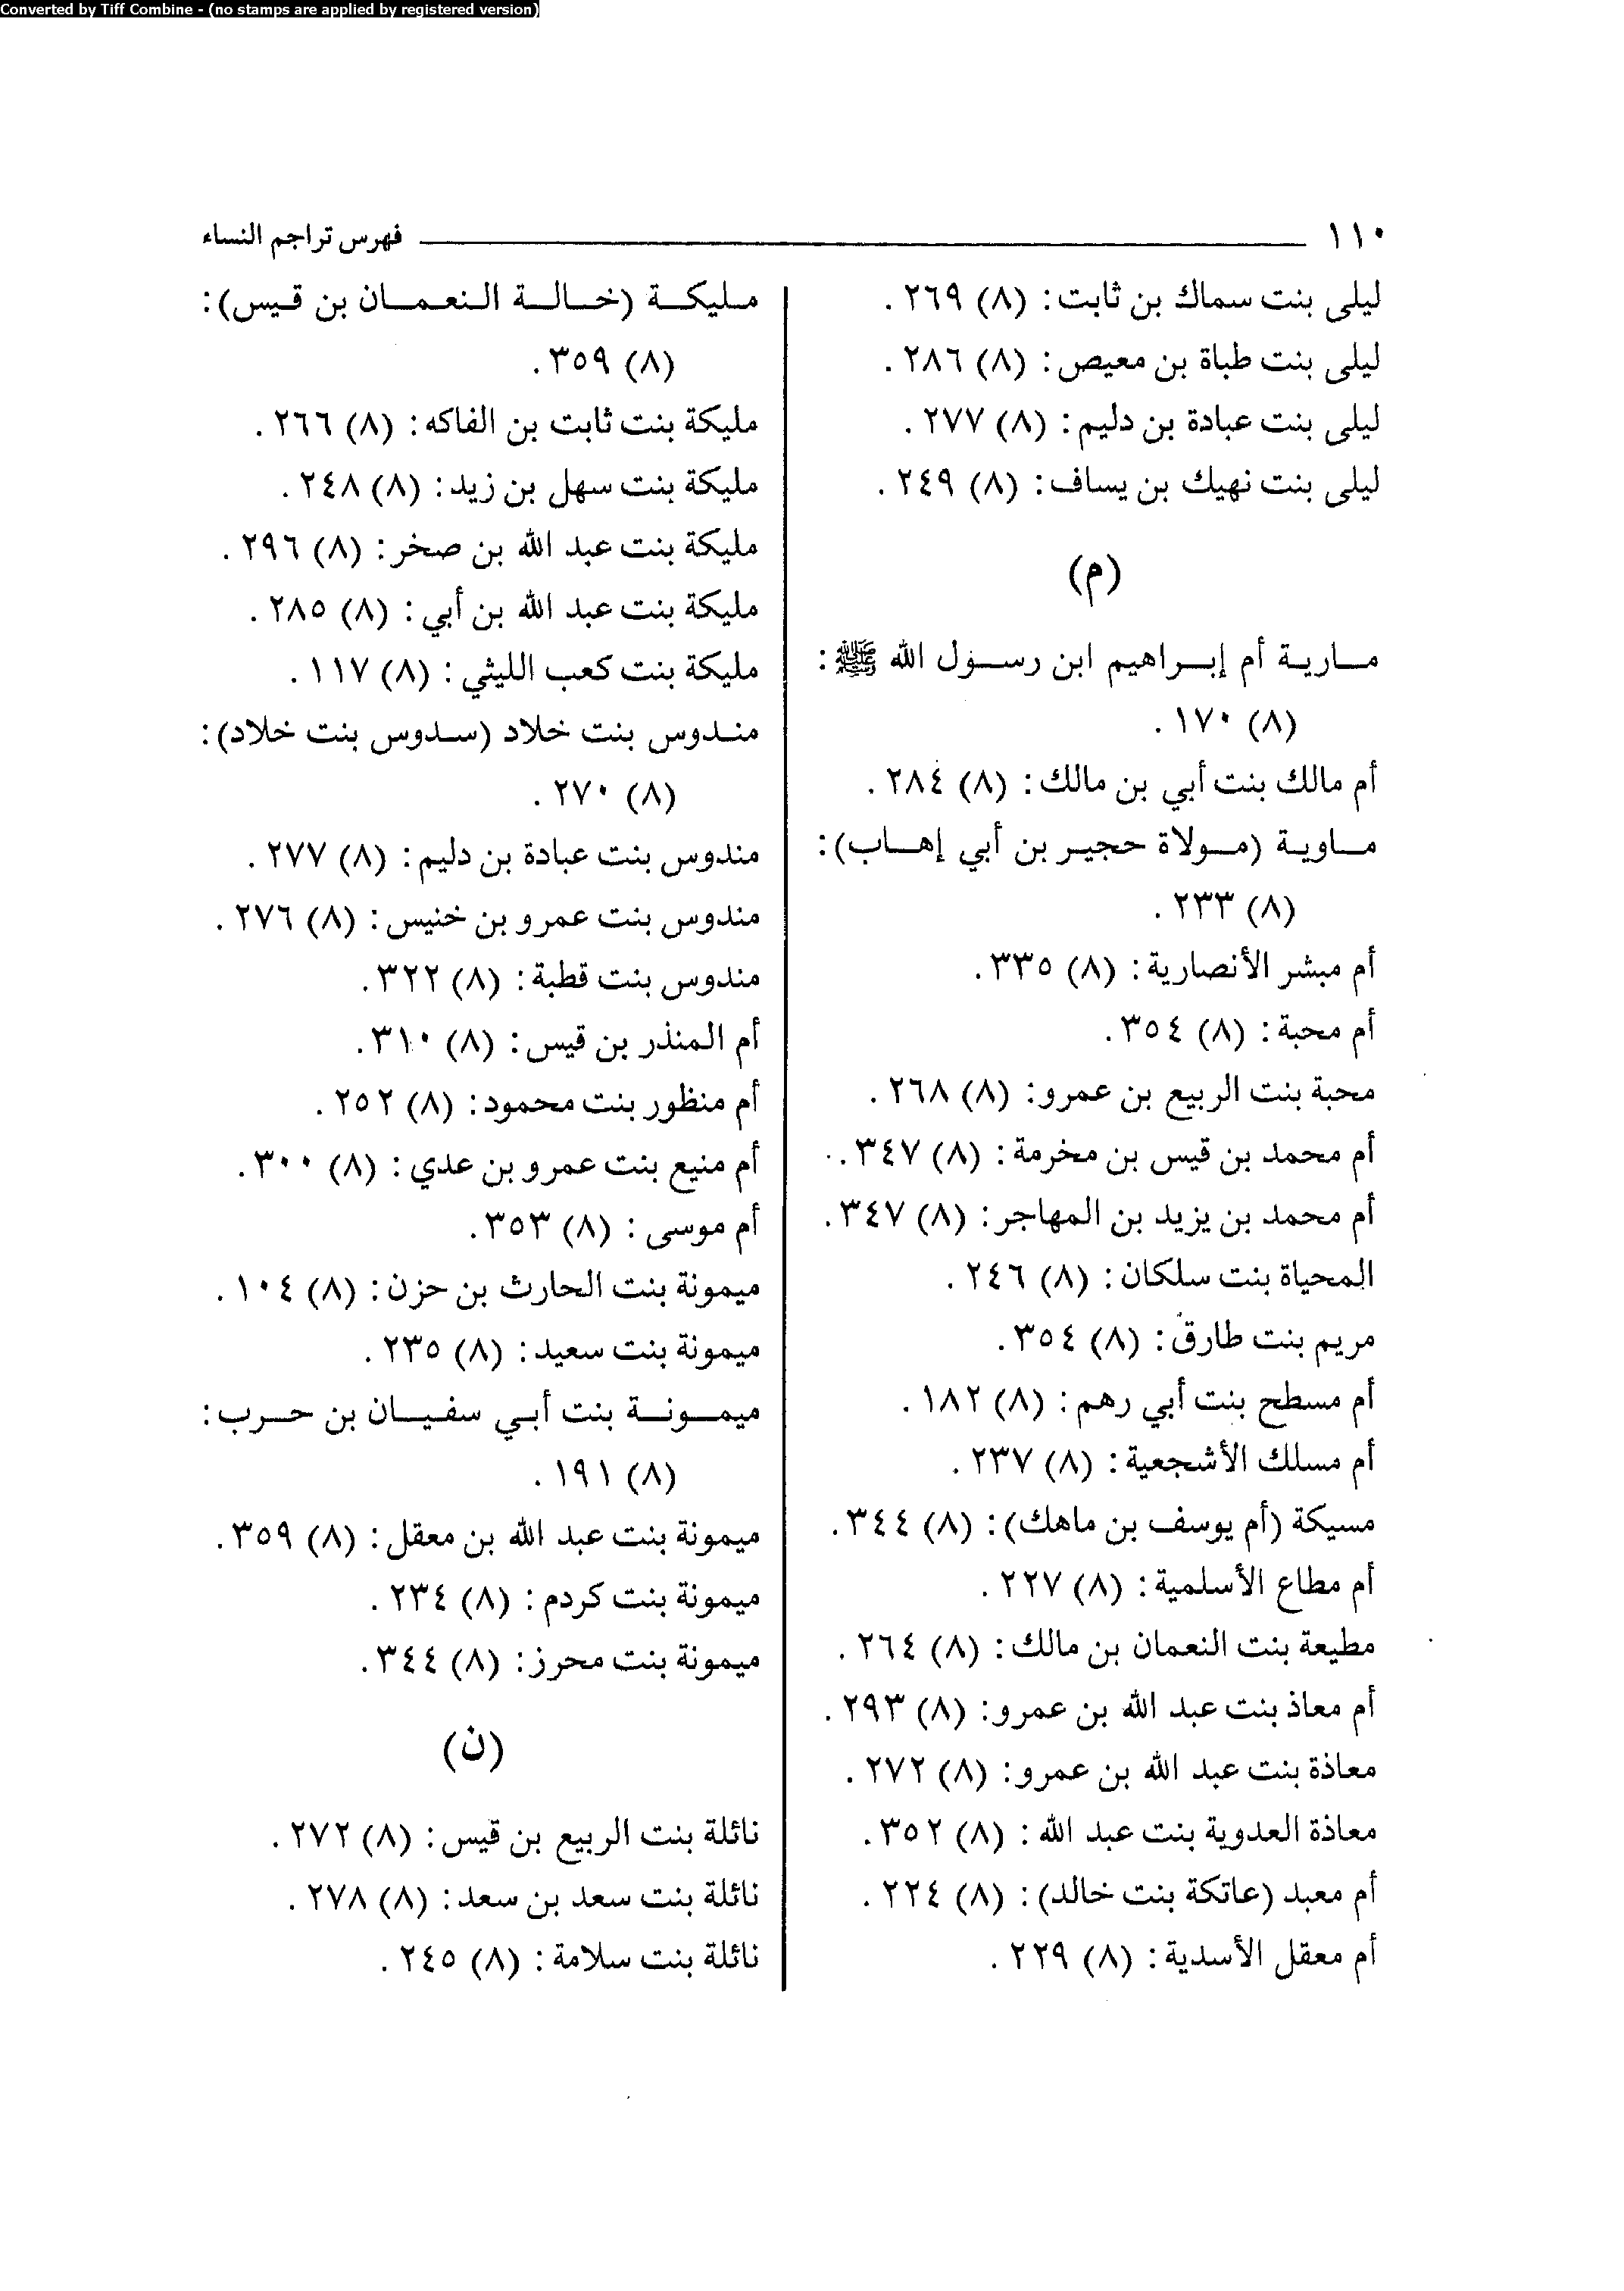 Converted by Tiff Combine - (no stamps are applied by registered version)
١١٠ فهرس تراجم النساء
ليلى بنت سماك بن ثابت: (٨) ٢٦٩.
ليلى بنت طباة بن معيص: (٨) ٢٨٦.
ليلى بنت عبادة بن دليم: (٨) ٢٧٧.
ليلى بنت نهيك بن يساف: (٨) ٢٤٩.
(م)
مارية أم إبراهيم ابن رسول الله ﷺ:
(٨) ١٧٠.
أم مالك بنت أبي بن مالك: (٨) ٢٨٤.
ماوية (مولاة حجير بن أبي إهاب):
(٨) ٢٣٣.
أم مبشر الأنصارية: (٨) ٣٣٥.
أم محبة: (٨) ٣٥٤.
محبة بنت الربيع بن عمرو: (٨) ٢٦٨.
أم محمد بن قيس بن مخرمة: (٨) ٣٤٧.
أم محمد بن يزيد بن المهاجر: (٨) ٣٤٧.
المحياة بنت سلكان: (٨) ٢٤٦.
مريم بنت طارق: (٨) ٣٥٤.
أم مسطح بنت أبي رهم: (٨) ١٨٢.
أم مسلك الأشجعية: (٨) ٢٣٧.
مسيكة (أم يوسف بن ماهك): (٨) ٣٤٤.
أم مطاع الأسلمية: (٨) ٢٢٧.
مطيعة بنت النعمان بن مالك: (٨) ٢٦٤.
أم معاذ بنت عبد الله بن عمرو: (٨) ٢٩٣.
معاذة بنت عبد الله بن عمرو: (٨) ٢٧٢.
معاذة العدوية بنت عبد الله: (٨) ٣٥٢.
أم معبد (عاتكة بنت خالد): (٨) ٢٢٤.
أم معقل الأسدية: (٨) ٢٢٩.
مليكة (خالة النعمان بن قيس):
(٨) ٣٥٩.
مليكة بنت ثابت بن الفاكه: (٨) ٢٦٦.
مليكة بنت سهل بن زيد: (٨) ٢٤٨.
مليكة بنت عبد الله بن صخر: (٨) ٢٩٦.
مليكة بنت عبد الله بن أبي: (٨) ٢٨٥.
مليكة بنت كعب الليثي: (٨) ١١٧.
مندوس بنت خلاد (سدوس بنت خلاد):
(٨) ٢٧٠.
مندوس بنت عبادة بن دليم: (٨) ٢٧٧.
مندوس بنت عمرو بن خنيس: (٨) ٢٧٦.
مندوس بنت قطبة: (٨) ٣٢٢.
أم المنذر بن قيس: (٨) ٣١٠.
أم منظور بنت محمود: (٨) ٢٥٢.
أم منيع بنت عمرو بن عدي: (٨) ٣٠٠.
أم موسى: (٨) ٣٥٣.
ميمونة بنت الحارث بن حزن: (٨) ١٠٤.
ميمونة بنت سعيد: (٨) ٢٣٥.
ميمونة بنت أبي سفيان بن حرب:
(٨) ١٩١.
ميمونة بنت عبد الله بن معقل: (٨) ٣٥٩.
ميمونة بنت كردم: (٨) ٢٣٤.
ميمونة بنت محرز: (٨) ٣٤٤.
(ن)
نائلة بنت الربيع بن قيس: (٨) ٢٧٢.
نائلة بنت سعد بن سعد: (٨) ٢٧٨.
نائلة بنت سلامة: (٨) ٢٤٥.